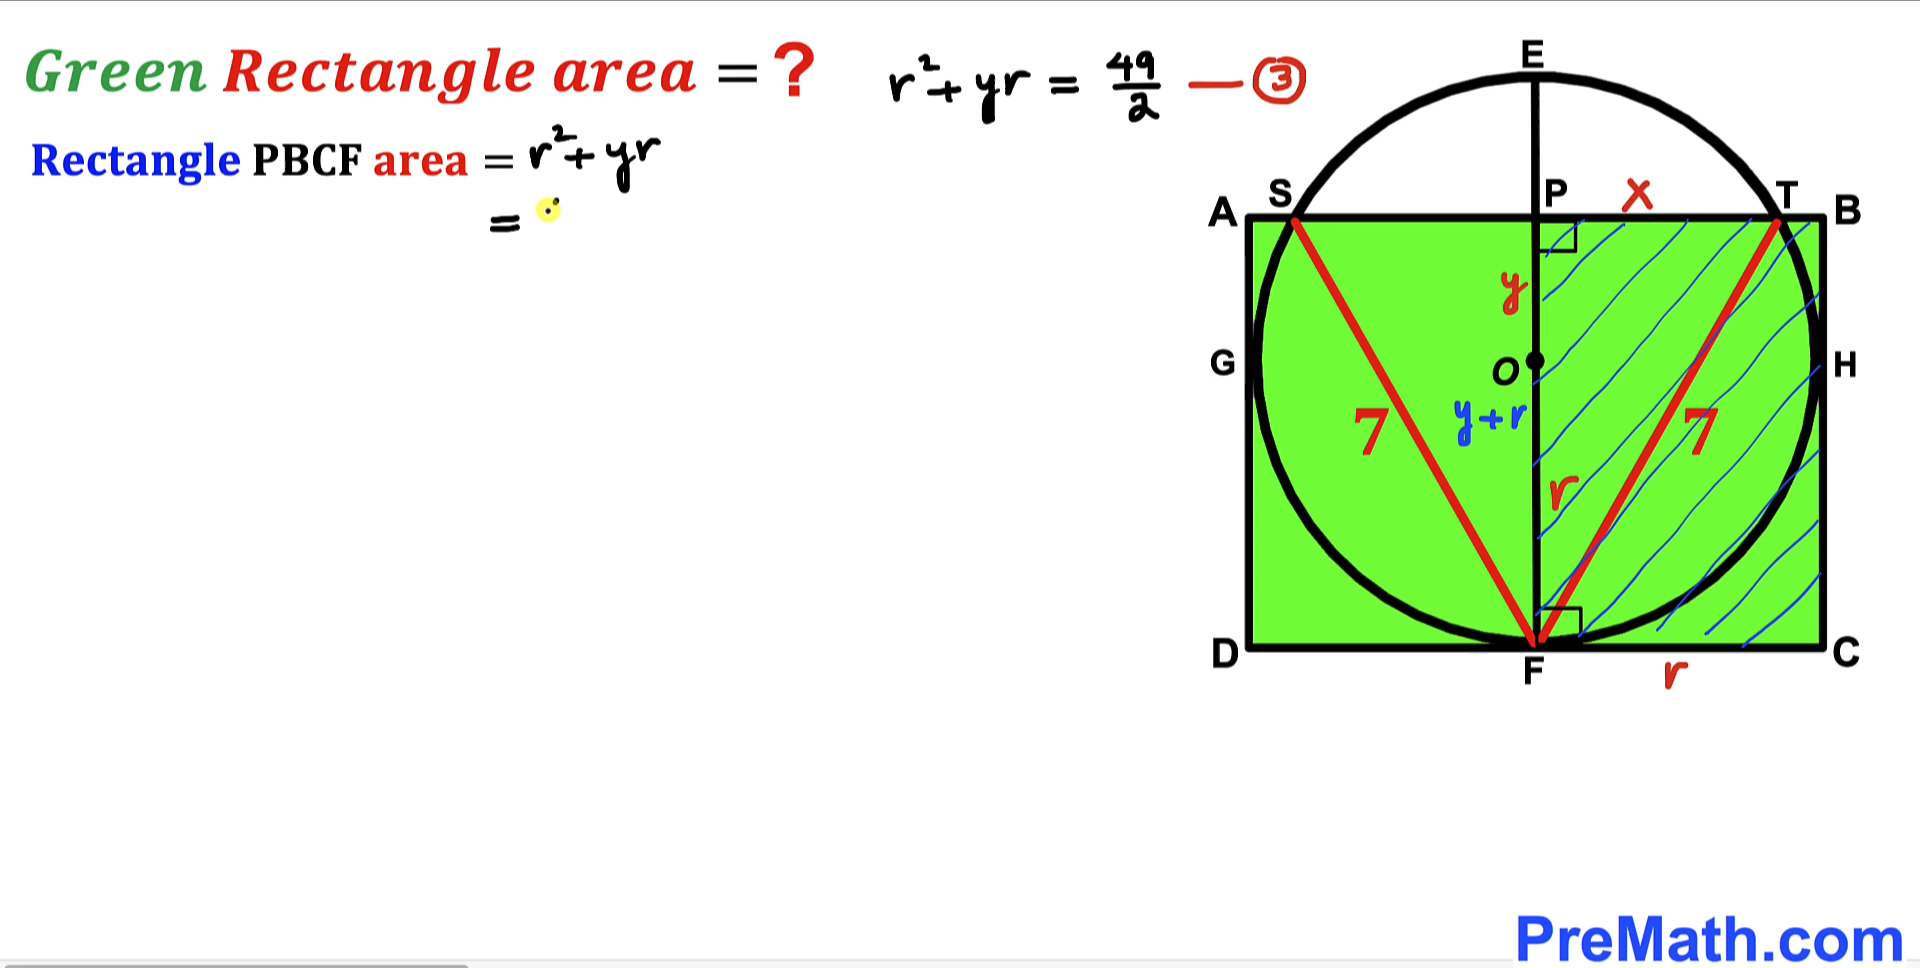 Green Rectangle area = ?
r² + yr = 49/2 — ③
Rectangle PBCF area = r² + yr
=
E
A S P x T B
y
G O H
7 y+r 7
r
D F C
r
PreMath.com